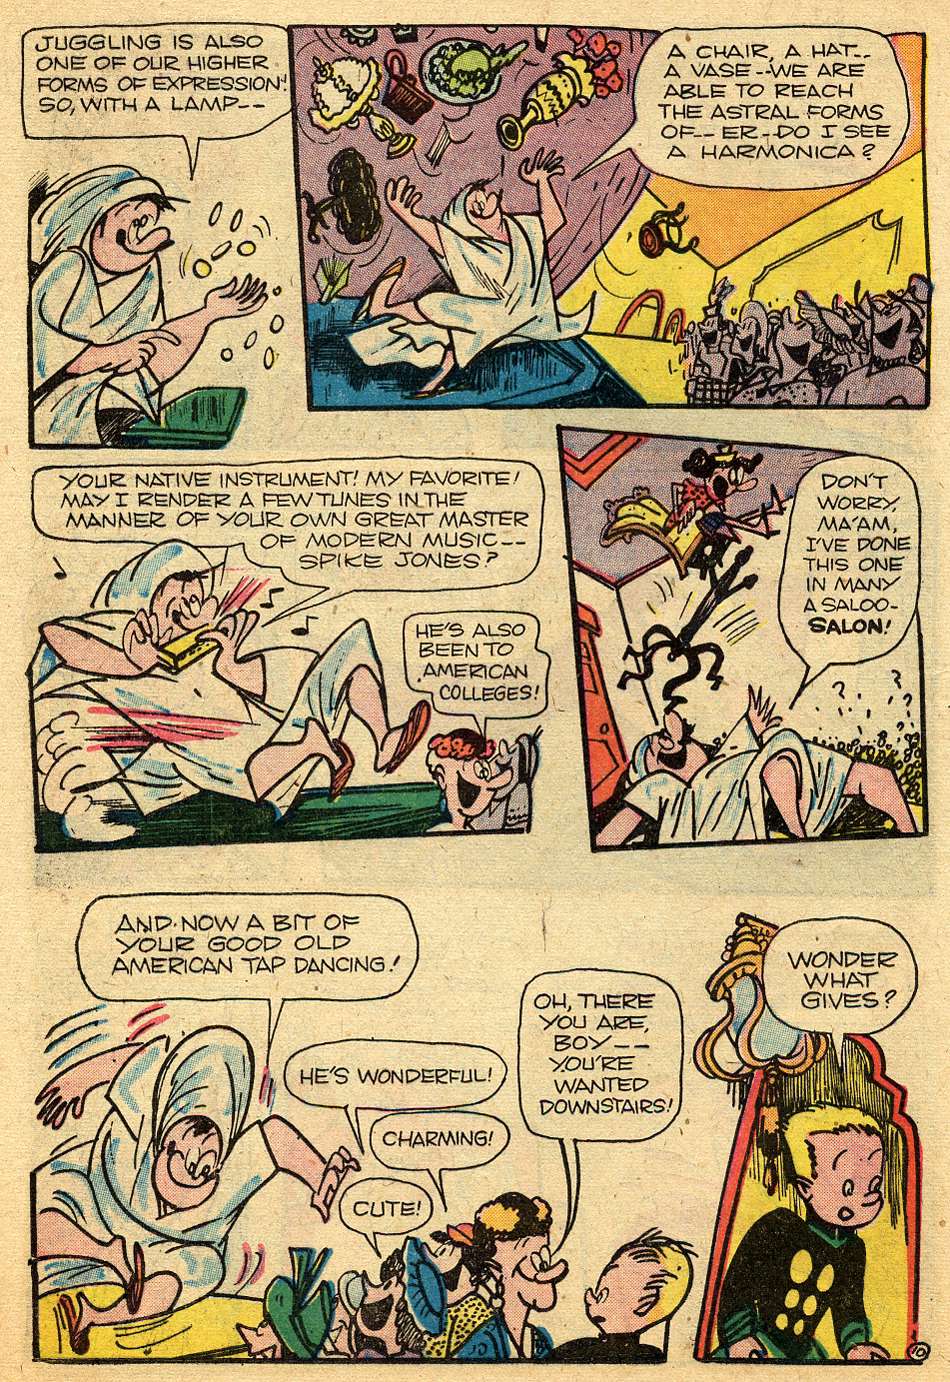 JUGGLING IS ALSO
ONE OF OUR HIGHER
FORMS OF EXPRESSION!
SO, WITH A LAMP--
A CHAIR, A HAT--
A VASE--WE ARE
ABLE TO REACH
THE ASTRAL FORMS
OF--ER--DO I SEE
A HARMONICA?
YOUR NATIVE INSTRUMENT! MY FAVORITE!
MAY I RENDER A FEW TUNES IN THE
MANNER OF YOUR OWN GREAT MASTER
OF MODERN MUSIC--
SPIKE JONES?
HE'S ALSO
BEEN TO
AMERICAN
COLLEGES!
DON'T
WORRY,
MA'AM,
I'VE DONE
THIS ONE
IN MANY
A SALOO-
SALON!
? ? ? ?
AND NOW A BIT OF
YOUR GOOD OLD
AMERICAN TAP DANCING!
HE'S WONDERFUL!
CHARMING!
CUTE!
OH, THERE
YOU ARE,
BOY--
YOU'RE
WANTED
DOWNSTAIRS!
WONDER
WHAT
GIVES?
10